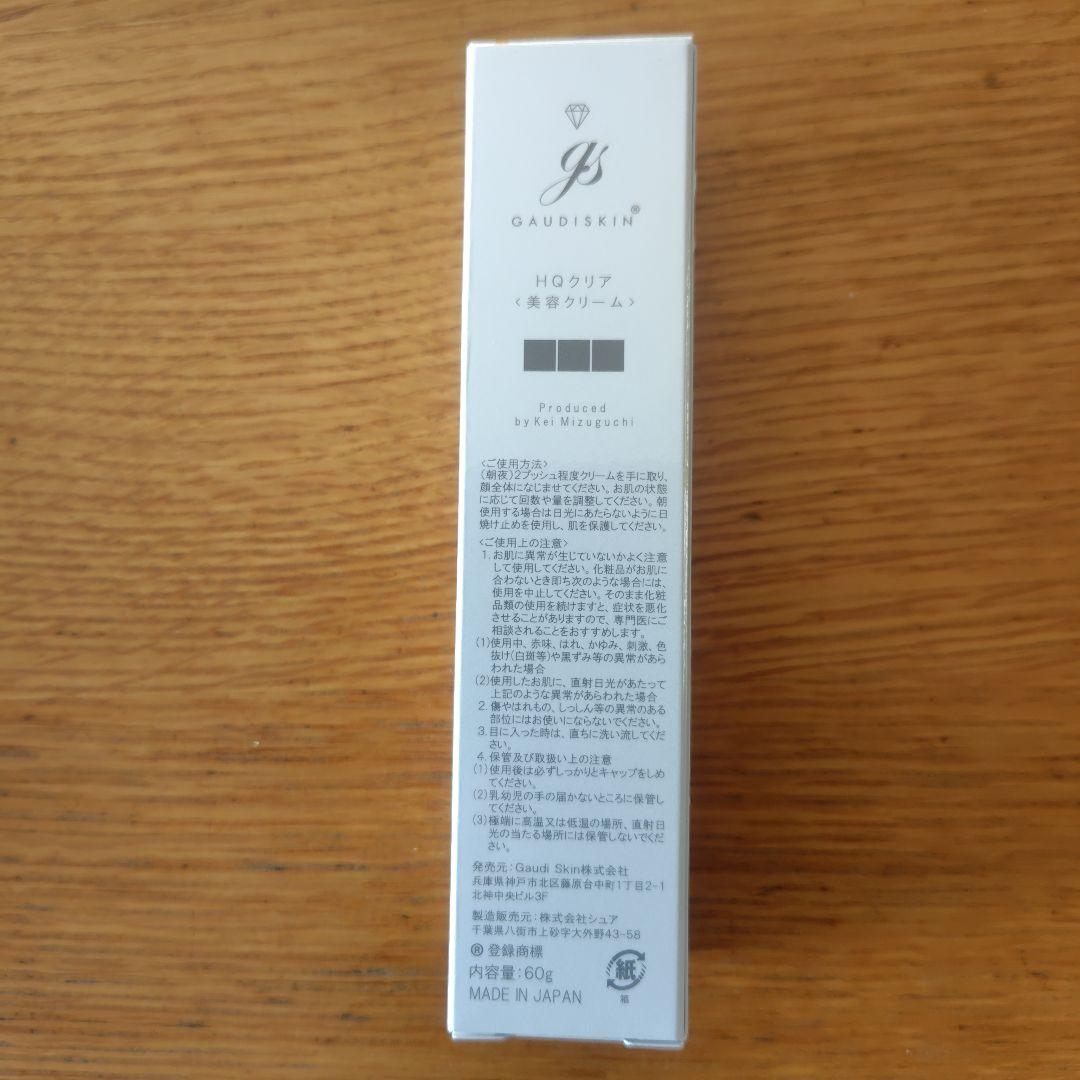 gs
GAUDISKIN®
HQクリア
<美容クリーム>
Produced
by Kei Mizuguchi
<ご使用方法>
(朝夜)2プッシュ程度クリームを手に取り、
顔全体になじませてください。お肌の状態
に応じて回数や量を調整してください。朝
使用する場合は日光にあたらないように日
焼け止めを使用し、肌を保護してください。
<ご使用上の注意>
1. お肌に異常が生じていないかよく注意
して使用してください。化粧品がお肌に
合わないとき即ち次のような場合には、
使用を中止してください。そのまま化粧
品類の使用を続けますと、症状を悪化
させることがありますので、専門医にご
相談されることをおすすめします。
(1)使用中、赤味、はれ、かゆみ、刺激、色
抜け(白斑等)や黒ずみ等の異常があら
われた場合
(2)使用したお肌に、直射日光があたって
上記のような異常があらわれた場合
2. 傷やはれもの、しっしん等の異常のある
部位にはお使いにならないでください。
3. 目に入った時は、直ちに洗い流してくだ
さい。
4. 保管及び取扱い上の注意
(1)使用後は必ずしっかりとキャップをしめ
てください。
(2)乳幼児の手の届かないところに保管し
てください。
(3)極端に高温又は低温の場所、直射日
光の当たる場所には保管しないでくだ
さい。
発売元:Gaudi Skin株式会社
兵庫県神戸市北区藤原台中町1丁目2-1
北神中央ビル3F
製造販売元:株式会社シュア
千葉県八街市上砂字大外野43-58
® 登録商標
内容量:60g
MADE IN JAPAN
紙
箱